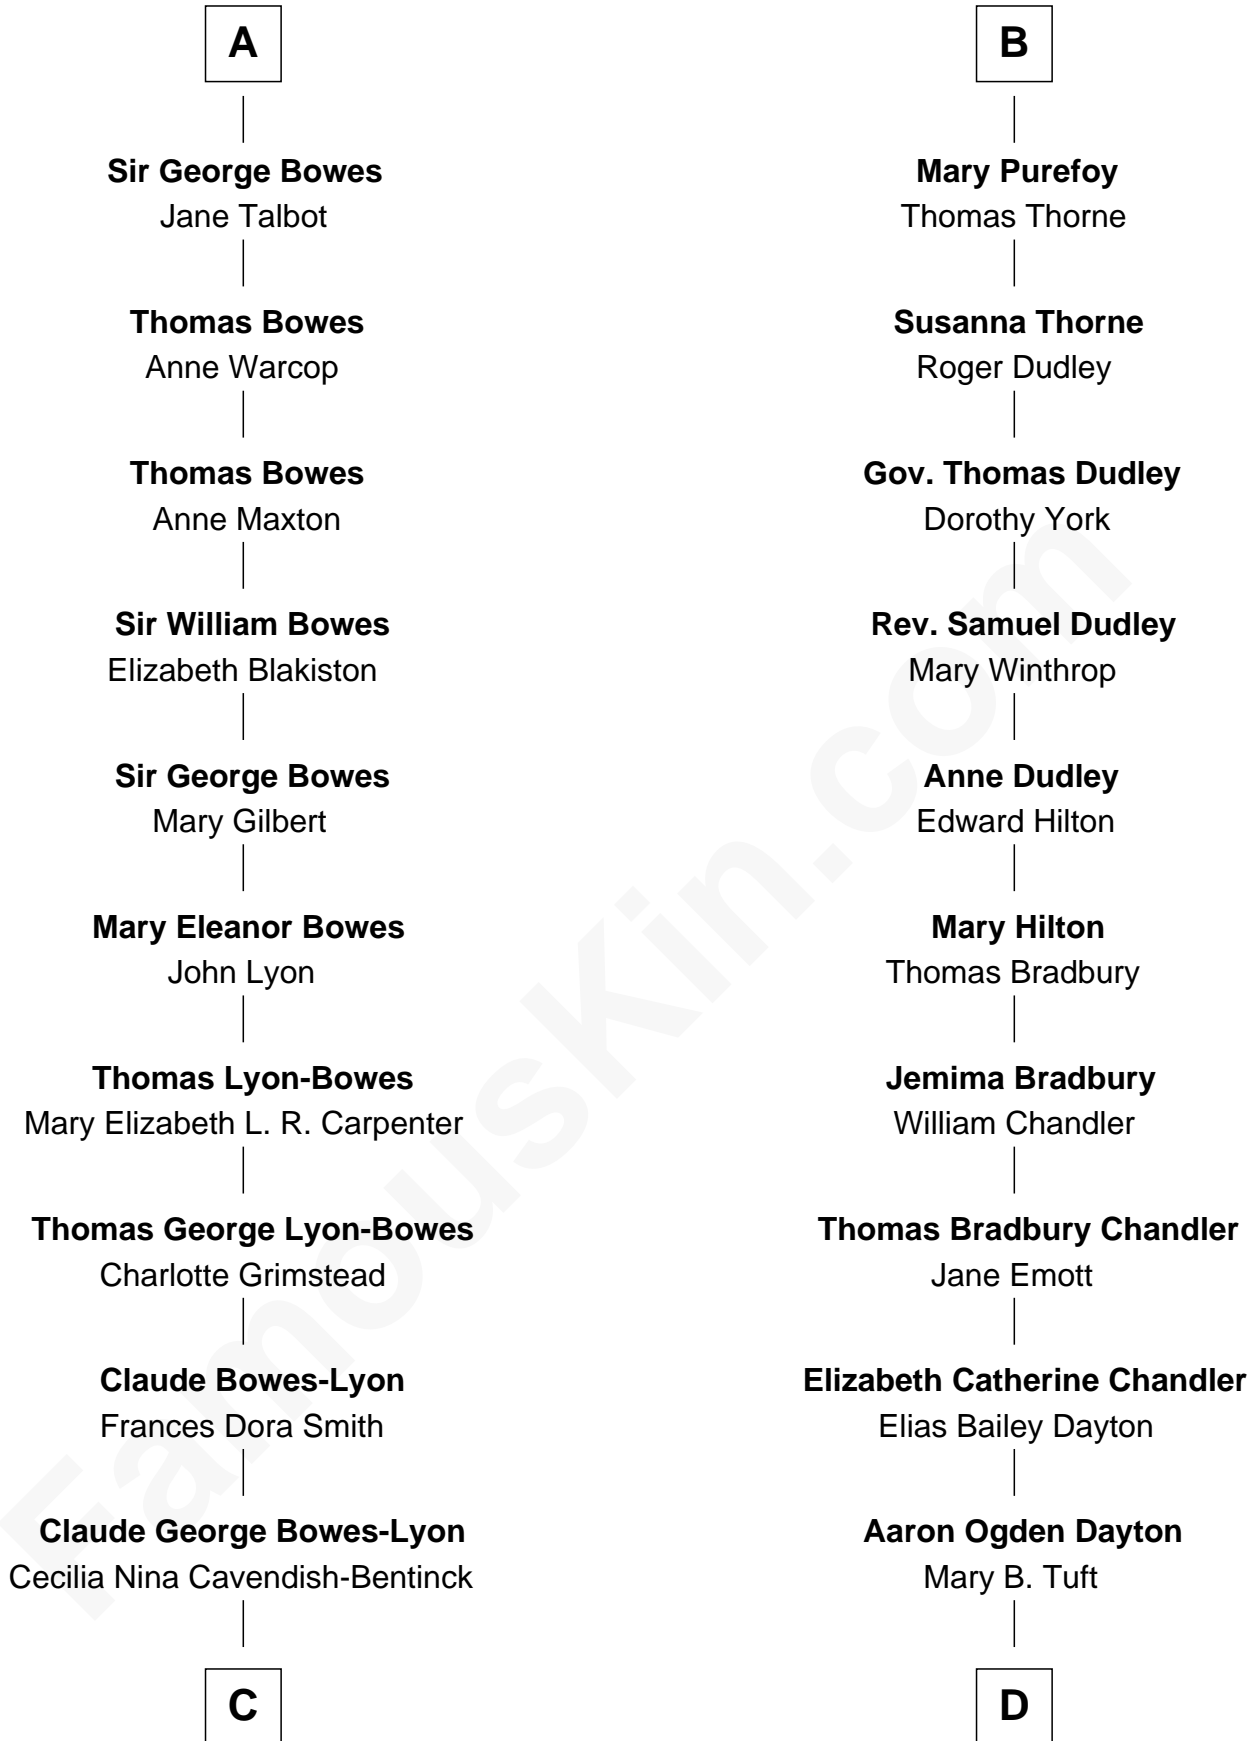 A
Sir George Bowes
Jane Talbot
Thomas Bowes
Anne Warcop
Thomas Bowes
Anne Maxton
Sir William Bowes
Elizabeth Blakiston
Sir George Bowes
Mary Gilbert
Mary Eleanor Bowes
John Lyon
Thomas Lyon-Bowes
Mary Elizabeth L. R. Carpenter
Thomas George Lyon-Bowes
Charlotte Grimstead
Claude Bowes-Lyon
Frances Dora Smith
Claude George Bowes-Lyon
Cecilia Nina Cavendish-Bentinck
C
B
Mary Purefoy
Thomas Thorne
Susanna Thorne
Roger Dudley
Gov. Thomas Dudley
Dorothy York
Rev. Samuel Dudley
Mary Winthrop
Anne Dudley
Edward Hilton
Mary Hilton
Thomas Bradbury
Jemima Bradbury
William Chandler
Thomas Bradbury Chandler
Jane Emott
Elizabeth Catherine Chandler
Elias Bailey Dayton
Aaron Ogden Dayton
Mary B. Tuft
D
FamousKin.com